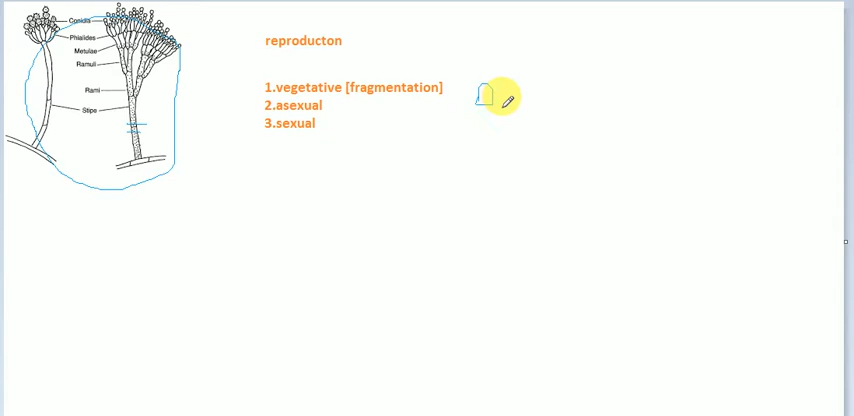 Conidia
Phialides
Metulae
Ramuli
Rami
Stipe
reproducton
1.vegetative [fragmentation]
2.asexual
3.sexual